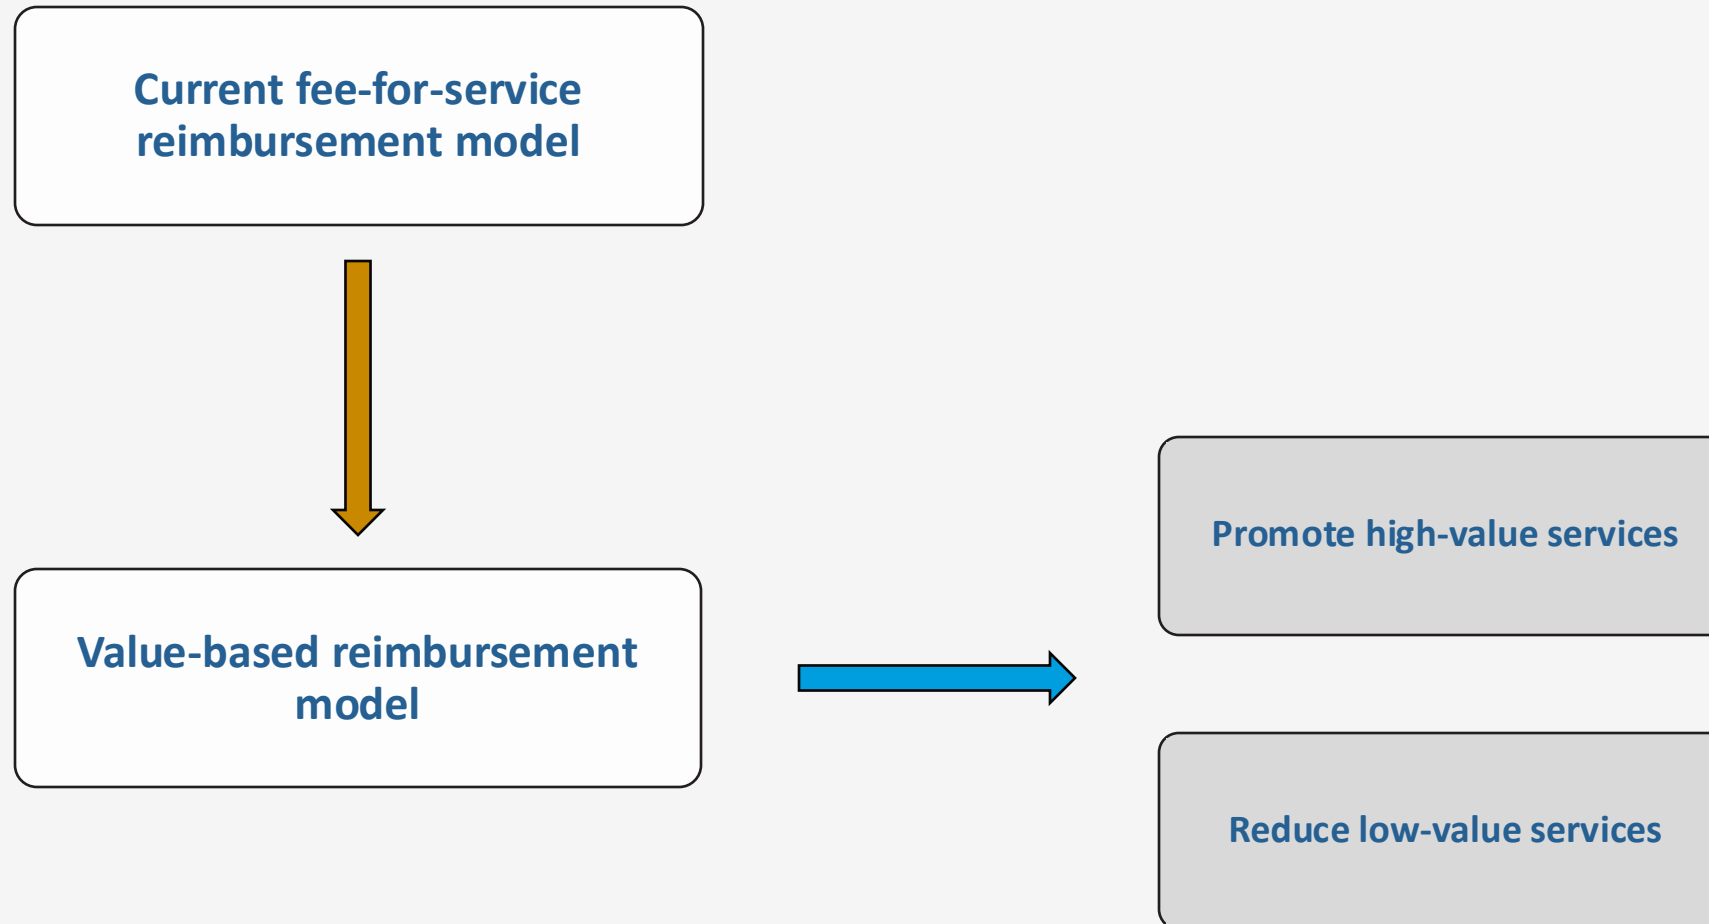 Current fee-for-service
reimbursement model
Value-based reimbursement
model
Promote high-value services
Reduce low-value services